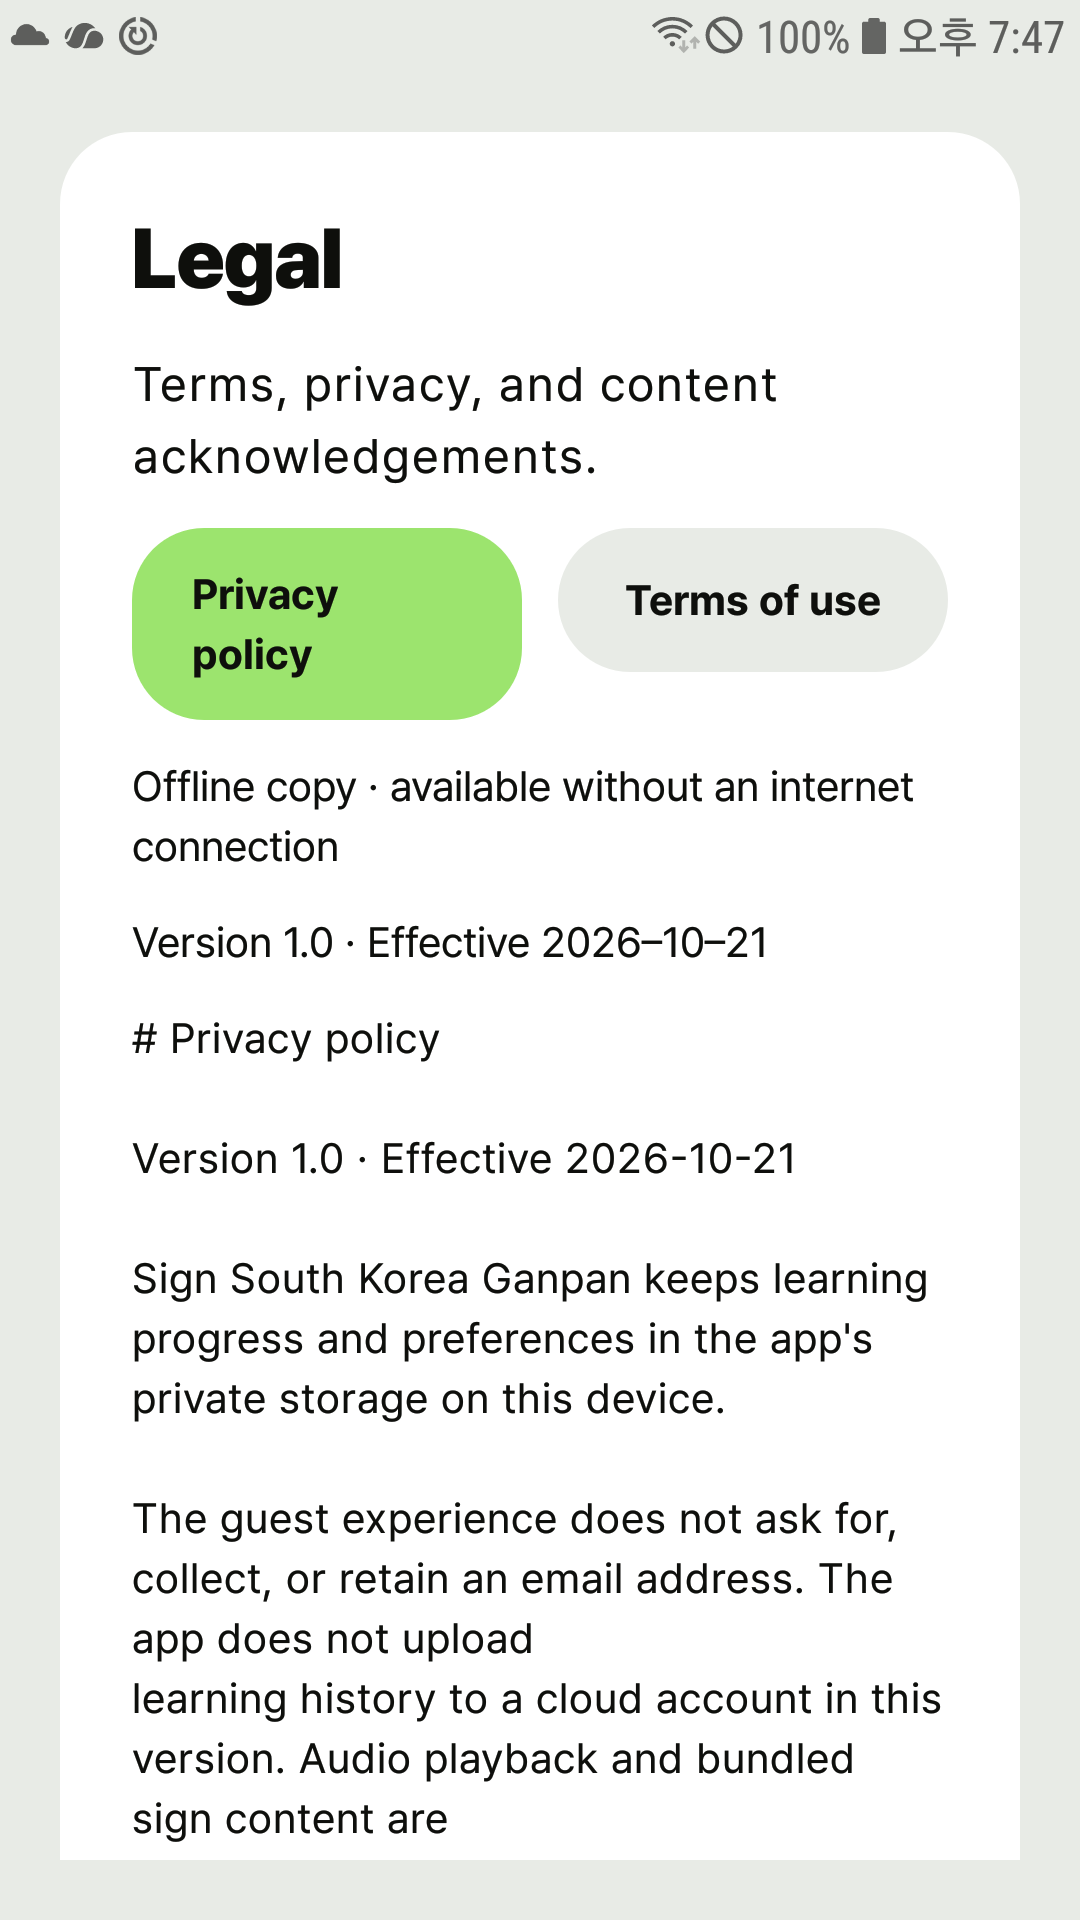 100% 오후 7:47
Legal
Terms, privacy, and content
acknowledgements.
Privacy
policy
Terms of use
Offline copy · available without an internet
connection
Version 1.0 · Effective 2026–10–21
# Privacy policy
Version 1.0 · Effective 2026-10-21
Sign South Korea Ganpan keeps learning
progress and preferences in the app's
private storage on this device.
The guest experience does not ask for,
collect, or retain an email address. The
app does not upload
learning history to a cloud account in this
version. Audio playback and bundled
sign content are